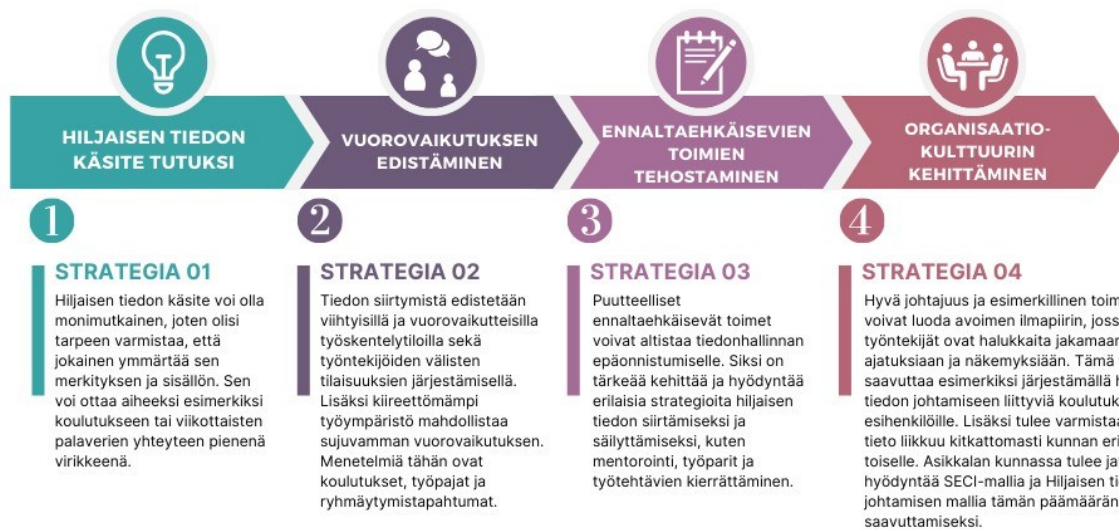 HILJAISEN TIEDON
KÄSITE TUTUKSI
VUOROVAIKUTUKSEN
EDISTÄMINEN
ENNALTAEHKÄISEVIEN
TOIMIEN
TEHOSTAMINEN
ORGANISAATIO-
KULTTUURIN
KEHITTÄMINEN
1
STRATEGIA 01
Hiljaisen tiedon käsite voi olla
monimutkainen, joten olisi
tarpeen varmistaa, että
jokainen ymmärtää sen
merkityksen ja sisällön. Sen
voi ottaa aiheeksi esimerkiksi
koulutukseen tai viikottaisten
palaverien yhteyteen pienenä
virikkeenä.
2
STRATEGIA 02
Tiedon siirtymistä edistetään
viihtyisillä ja vuorovaikutteisilla
työskentelytiloilla sekä
työntekijöiden välisten
tilaisuuksien järjestämisellä.
Lisäksi kiireettömämpi
työympäristö mahdollistaa
sujuvamman vuorovaikutuksen.
Menetelmiä tähän ovat
koulutukset, työpajat ja
ryhmäytymistapahtumat.
3
STRATEGIA 03
Puutteelliset
ennaltaehkäisevät toimet
voivat altistaa tiedonhallinnan
epäonnistumiselle. Siksi on
tärkeää kehittää ja hyödyntää
erilaisia strategioita hiljaisen
tiedon siirtämiseksi ja
säilyttämiseksi, kuten
mentorointi, työparit ja
työtehtävien kierrättäminen.
4
STRATEGIA 04
Hyvä johtajuus ja esimerkillinen
voivat luoda avoimen ilmapiirin,
työntekijät ovat halukkaita jakamaan
ajatuksiaan ja näkemyksiään. Tämä
saavuttaa esimerkiksi järjestämällä
tiedon johtamiseen liittyviä
esihenkilöille. Lisäksi tulee
tieto liikkuu kitkattomasti kunnan
toiselle. Asikkalan kunnassa tulee
hyödyntää SECI-mallia ja Hiljaisen
johtamisen mallia tämän päämäärän
saavuttamiseksi.